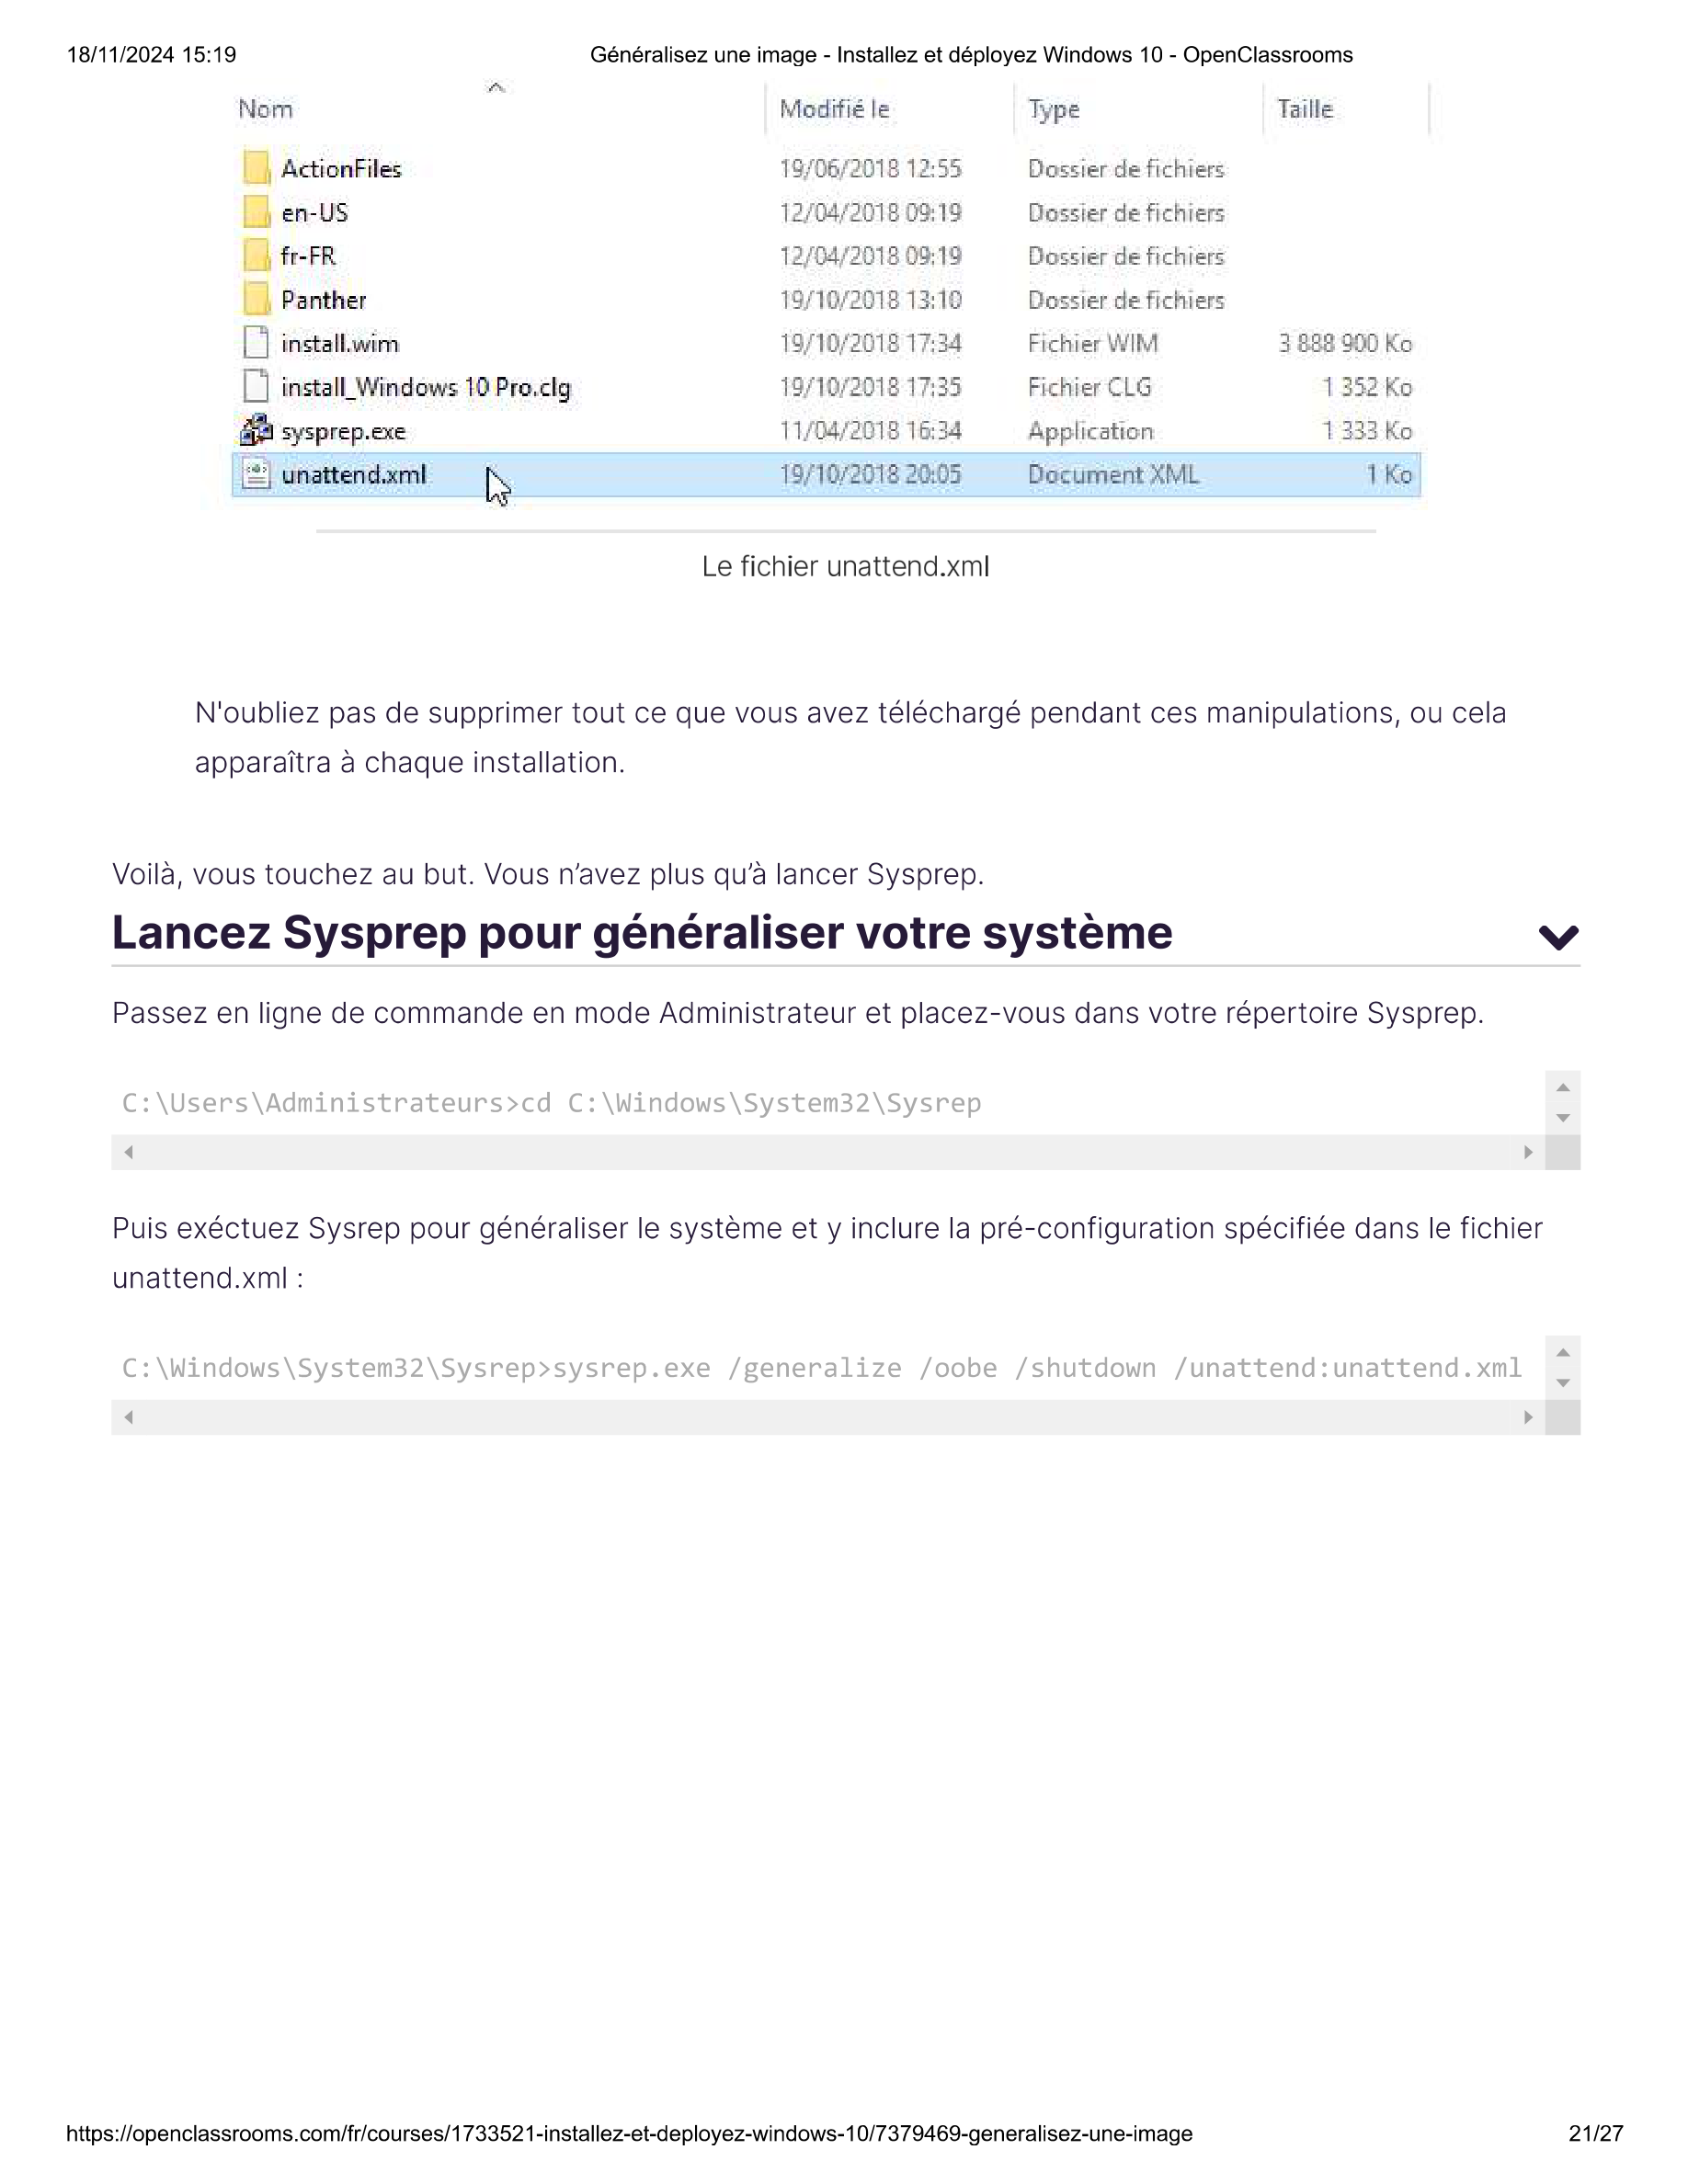 18/11/2024 15:19 Généralisez une image - Installez et déployez Windows 10 - OpenClassrooms
Nom Modifié le Type Taille
ActionFiles 19/06/2018 12:55 Dossier de fichiers
en-US 12/04/2018 09:19 Dossier de fichiers
fr-FR 12/04/2018 09:19 Dossier de fichiers
Panther 19/10/2018 13:10 Dossier de fichiers
install.wim 19/10/2018 17:34 Fichier WIM 3 888 900 Ko
install_Windows 10 Pro.clg 19/10/2018 17:35 Fichier CLG 1 352 Ko
sysprep.exe 11/04/2018 16:34 Application 1 333 Ko
unattend.xml 19/10/2018 20:05 Document XML 1 Ko
Le fichier unattend.xml
N'oubliez pas de supprimer tout ce que vous avez téléchargé pendant ces manipulations, ou cela
apparaîtra à chaque installation.
Voilà, vous touchez au but. Vous n’avez plus qu’à lancer Sysprep.
Lancez Sysprep pour généraliser votre système
Passez en ligne de commande en mode Administrateur et placez-vous dans votre répertoire Sysprep.
C:\Users\Administrateurs>cd C:\Windows\System32\Sysrep
Puis exéctuez Sysrep pour généraliser le système et y inclure la pré-configuration spécifiée dans le fichier
unattend.xml :
C:\Windows\System32\Sysrep>sysrep.exe /generalize /oobe /shutdown /unattend:unattend.xml
https://openclassrooms.com/fr/courses/1733521-installez-et-deployez-windows-10/7379469-generalisez-une-image 21/27